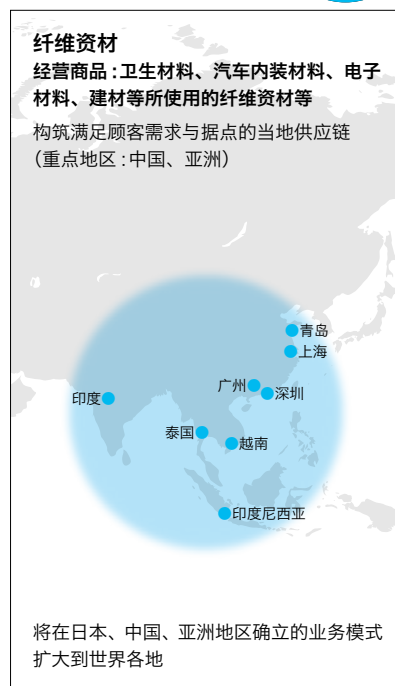 纤维资材
经营商品：卫生材料、汽车内装材料、电子
材料、建材等所使用的纤维资材等
构筑满足顾客需求与据点的当地供应链
（重点地区：中国、亚洲）
青岛
上海
广州
深圳
印度
泰国
越南
印度尼西亚
将在日本、中国、亚洲地区确立的业务模式
扩大到世界各地